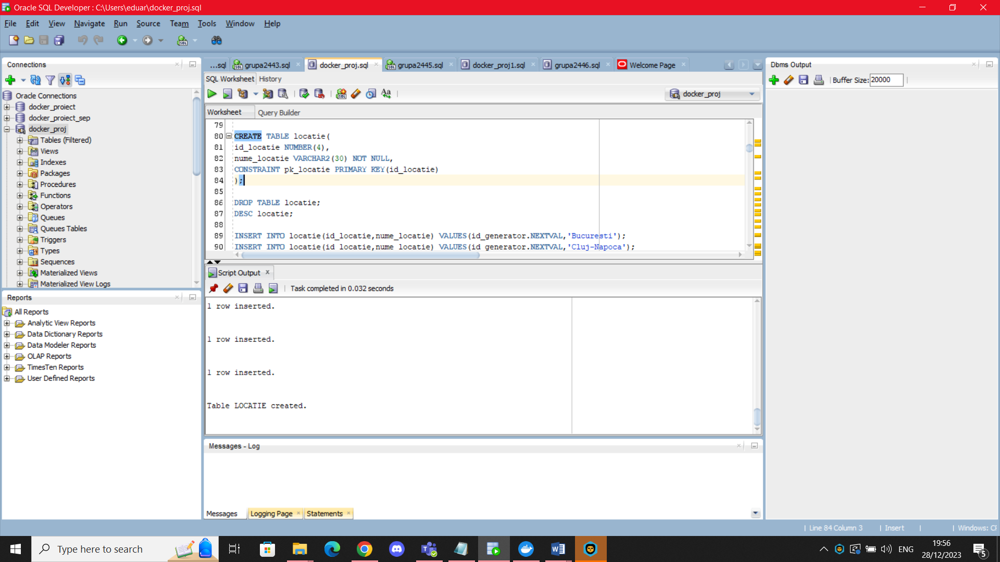 Oracle SQL Developer : C:\Users\eduar\docker_proj.sql
File Edit View Navigate Run Source Team Tools Window Help
Connections
Oracle Connections
docker_proiect
docker_proiect_sep
docker_proj
Tables (Filtered)
Views
Indexes
Packages
Procedures
Functions
Operators
Queues
Queues Tables
Triggers
Types
Sequences
Materialized Views
Materialized View Logs
Reports
All Reports
Analytic View Reports
Data Dictionary Reports
Data Modeler Reports
OLAP Reports
TimesTen Reports
User Defined Reports
...sql grupa2443.sql docker_proj.sql grupa2445.sql docker_proj1.sql grupa2446.sql Welcome Page
SQL Worksheet History
docker_proj
Worksheet Query Builder
79
80 CREATE TABLE locatie(
81 id_locatie NUMBER(4),
82 nume_locatie VARCHAR2(30) NOT NULL,
83 CONSTRAINT pk_locatie PRIMARY KEY(id_locatie)
84 );
85
86 DROP TABLE locatie;
87 DESC locatie;
88
89 INSERT INTO locatie(id_locatie,nume_locatie) VALUES(id_generator.NEXTVAL,'Bucuresti');
90 INSERT INTO locatie(id_locatie,nume_locatie) VALUES(id_generator.NEXTVAL,'Cluj-Napoca');
Script Output
Task completed in 0.032 seconds
1 row inserted.
1 row inserted.
1 row inserted.
Table LOCATIE created.
Messages - Log
Messages Logging Page Statements
Dbms Output
Buffer Size: 20000
Line 84 Column 3 Insert Windows: CF
Type here to search
ENG
19:56
28/12/2023
5